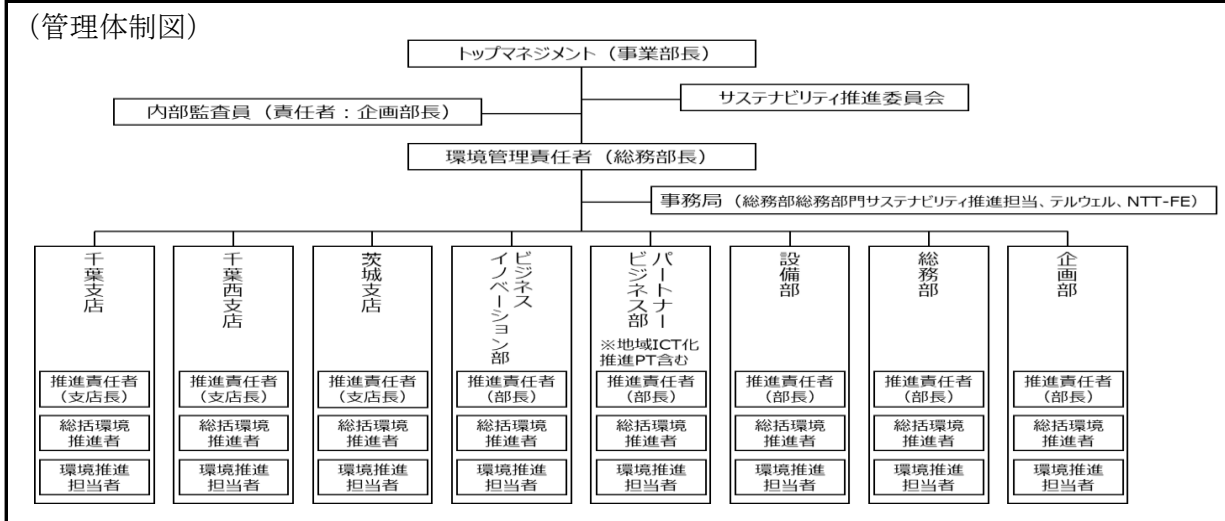 （管理体制図）
トップマネジメント（事業部長）
サステナビリティ推進委員会
内部監査員（責任者：企画部長）
環境管理責任者（総務部長）
事務局（総務部総務部門サステナビリティ推進担当、テルウェル、NTT-FE）
千葉支店
推進責任者
（支店長）
総括環境
推進者
環境推進
担当者
千葉西支店
推進責任者
（支店長）
総括環境
推進者
環境推進
担当者
茨城支店
推進責任者
（支店長）
総括環境
推進者
環境推進
担当者
ビジネス
イノベーション部
推進責任者
（部長）
総括環境
推進者
環境推進
担当者
パートナー
ビジネス部
※地域ICT化
推進PT含む
推進責任者
（部長）
総括環境
推進者
環境推進
担当者
設備部
推進責任者
（部長）
総括環境
推進者
環境推進
担当者
総務部
推進責任者
（部長）
総括環境
推進者
環境推進
担当者
企画部
推進責任者
（部長）
総括環境
推進者
環境推進
担当者